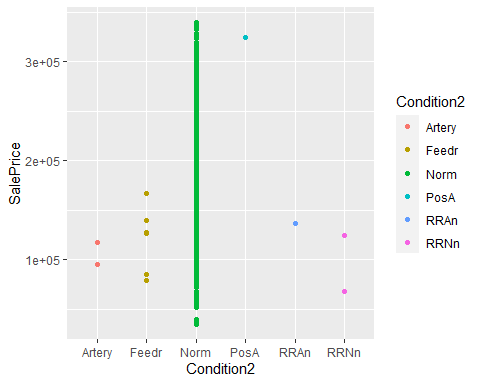 SalePrice
3e+05
2e+05
1e+05
Artery Feedr Norm PosA RRAn RRNn
Condition2
Condition2
Artery
Feedr
Norm
PosA
RRAn
RRNn